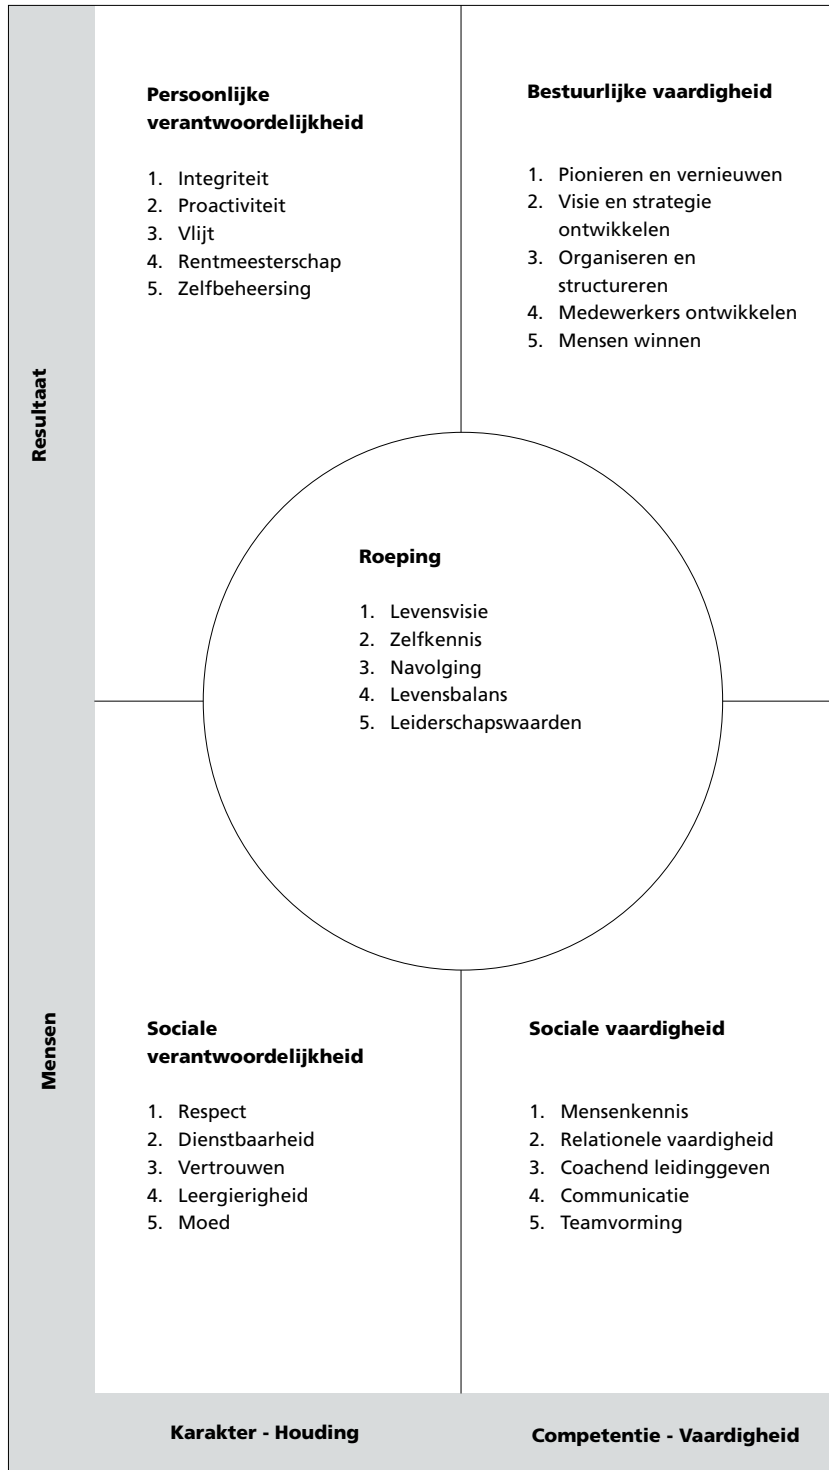 Persoonlijke
verantwoordelijkheid
1. Integriteit
2. Proactiviteit
3. Vlijt
4. Rentmeesterschap
5. Zelfbeheersing
Bestuurlijke vaardigheid
1. Pionieren en vernieuwen
2. Visie en strategie
ontwikkelen
3. Organiseren en
structureren
4. Medewerkers ontwikkelen
5. Mensen winnen
Resultaat
Roeping
1. Levensvisie
2. Zelfkennis
3. Navolging
4. Levensbalans
5. Leiderschapswaarden
Mensen
Sociale
verantwoordelijkheid
1. Respect
2. Dienstbaarheid
3. Vertrouwen
4. Leergierigheid
5. Moed
Sociale vaardigheid
1. Mensenkennis
2. Relationele vaardigheid
3. Coachend leidinggeven
4. Communicatie
5. Teamvorming
Karakter - Houding
Competentie - Vaardigheid